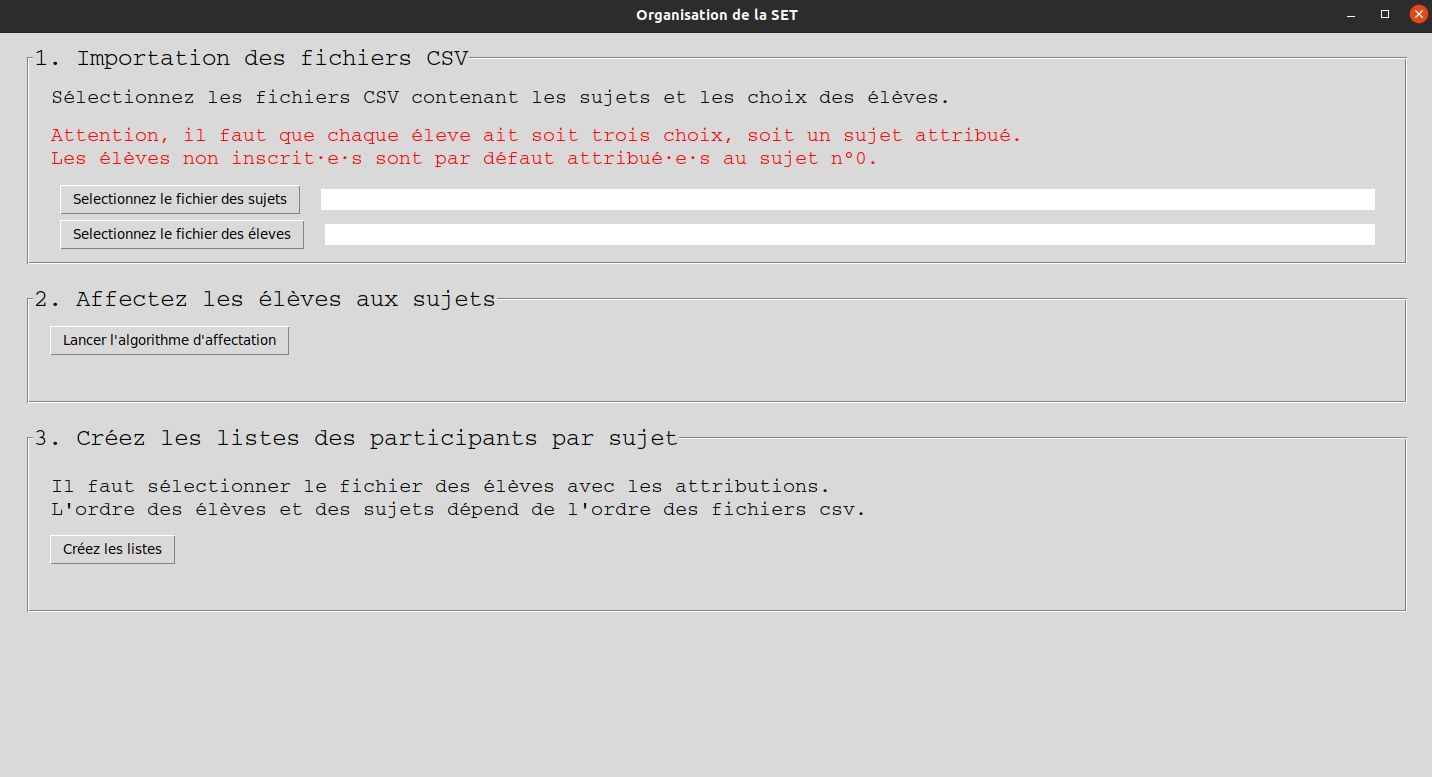 Organisation de la SET
1. Importation des fichiers CSV
Sélectionnez les fichiers CSV contenant les sujets et les choix des élèves.
Attention, il faut que chaque éleve ait soit trois choix, soit un sujet attribué.
Les élèves non inscrit·e·s sont par défaut attribué·e·s au sujet n°0.
Selectionnez le fichier des sujets
Selectionnez le fichier des éleves
2. Affectez les élèves aux sujets
Lancer l'algorithme d'affectation
3. Créez les listes des participants par sujet
Il faut sélectionner le fichier des élèves avec les attributions.
L'ordre des élèves et des sujets dépend de l'ordre des fichiers csv.
Créez les listes